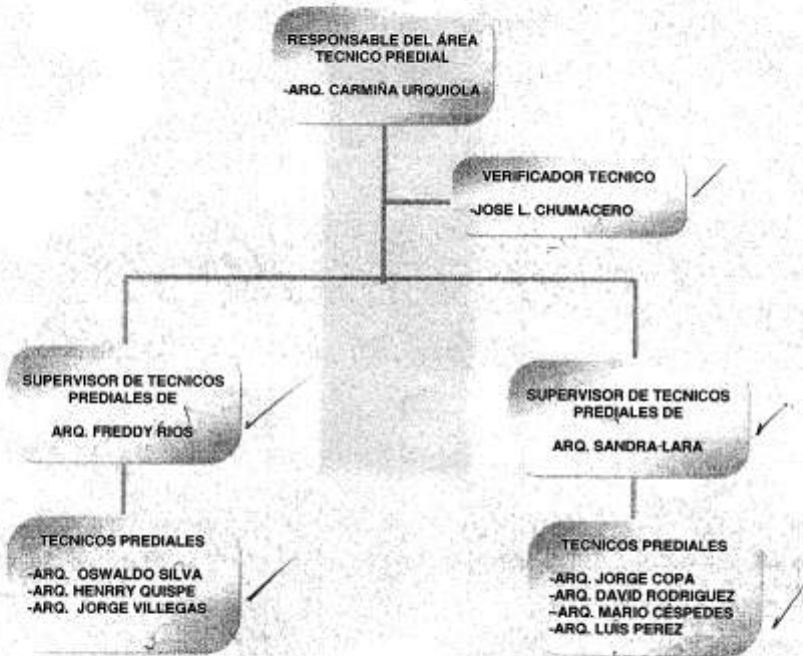 RESPONSABLE DEL ÁREA
TECNICO PREDIAL
-ARQ. CARMIÑA URQUIOLA
VERIFICADOR TECNICO
-JOSE L. CHUMACERO
SUPERVISOR DE TECNICOS
PREDIALES DE
ARQ. FREDDY RIOS
SUPERVISOR DE TECNICOS
PREDIALES DE
ARQ. SANDRA LARA
TECNICOS PREDIALES
-ARQ. OSWALDO SILVA
-ARQ. HENRRY QUISPE
-ARQ. JORGE VILLEGAS
TECNICOS PREDIALES
-ARQ. JORGE COPA
-ARQ. DAVID RODRIGUEZ
-ARQ. MARIO CÉSPEDES
-ARQ. LUIS PEREZ